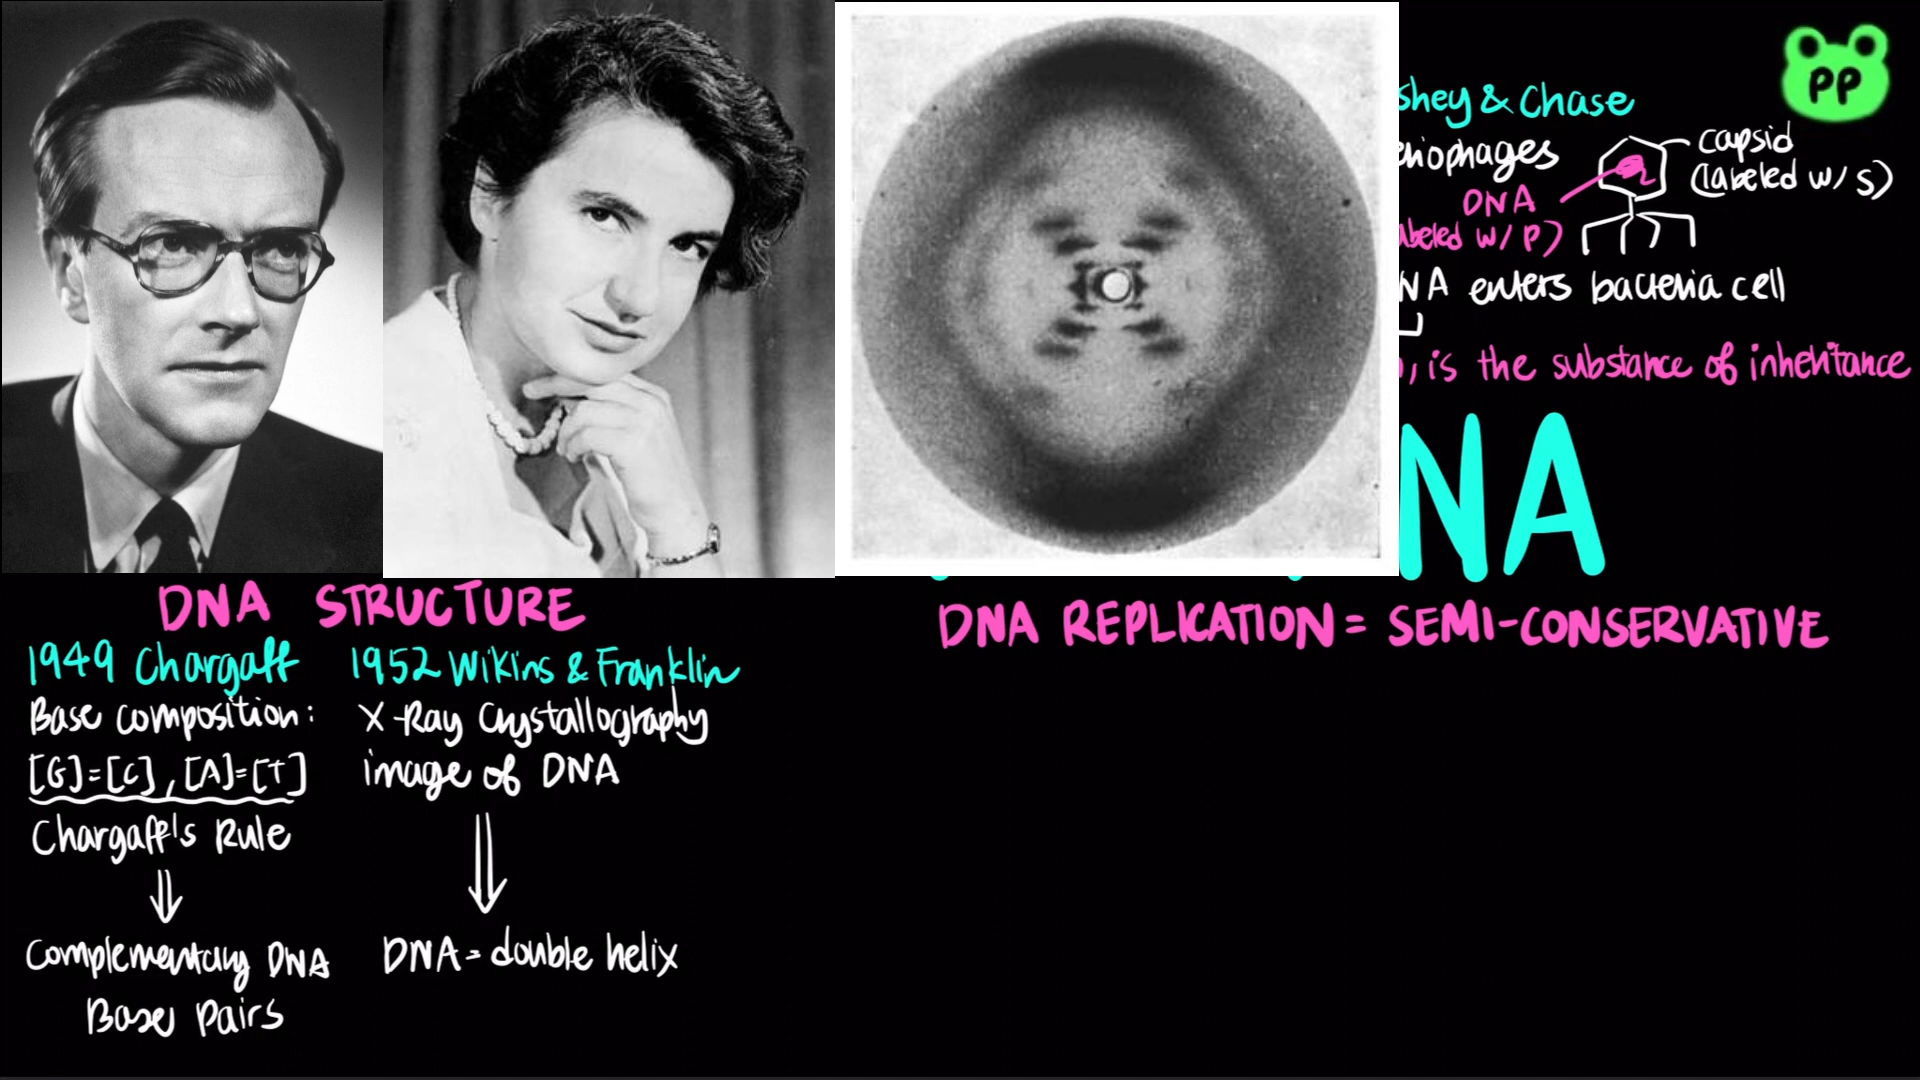 shey & Chase
PP
eriophages
capsid
(labeled w/ S)
DNA
abeled w/ P)
NA enters bacteria cell
, is the substance of inheritance
NA
DNA STRUCTURE
DNA REPLICATION = SEMI-CONSERVATIVE
1949 Chargaff
Base composition:
[G]=[C], [A]=[T]
Chargaff's Rule
Complementary DNA
Base Pairs
1952 Wilkins & Franklin
X-Ray Crystallography
image of DNA
DNA = double helix